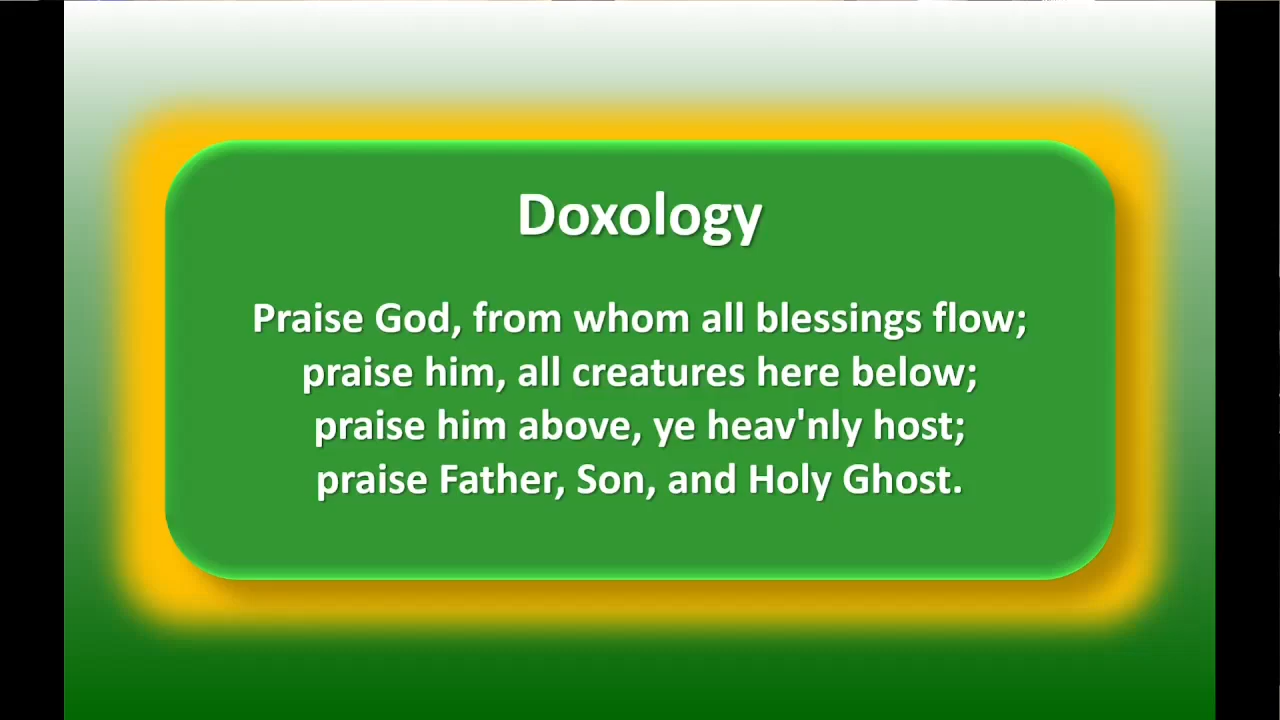 Doxology
Praise God, from whom all blessings flow;
praise him, all creatures here below;
praise him above, ye heav'nly host;
praise Father, Son, and Holy Ghost.